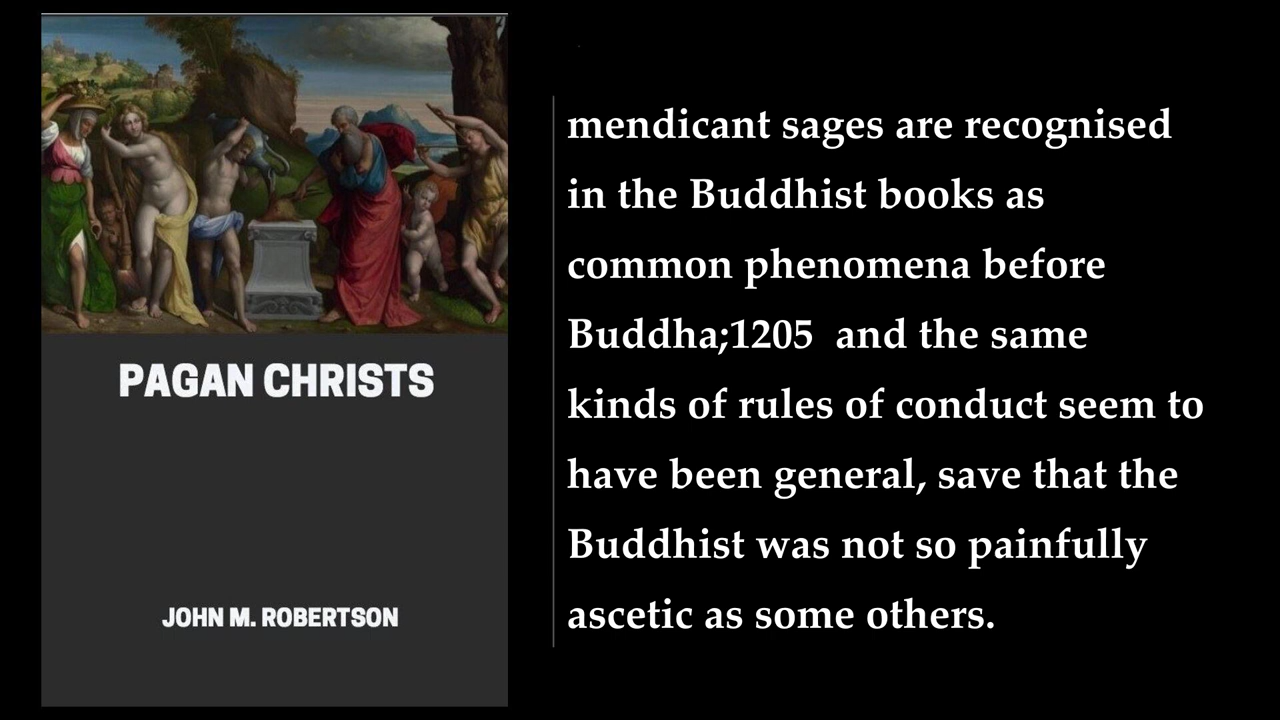 PAGAN CHRISTS
JOHN M. ROBERTSON
mendicant sages are recognised
in the Buddhist books as
common phenomena before
Buddha;1205  and the same
kinds of rules of conduct seem to
have been general, save that the
Buddhist was not so painfully
ascetic as some others.